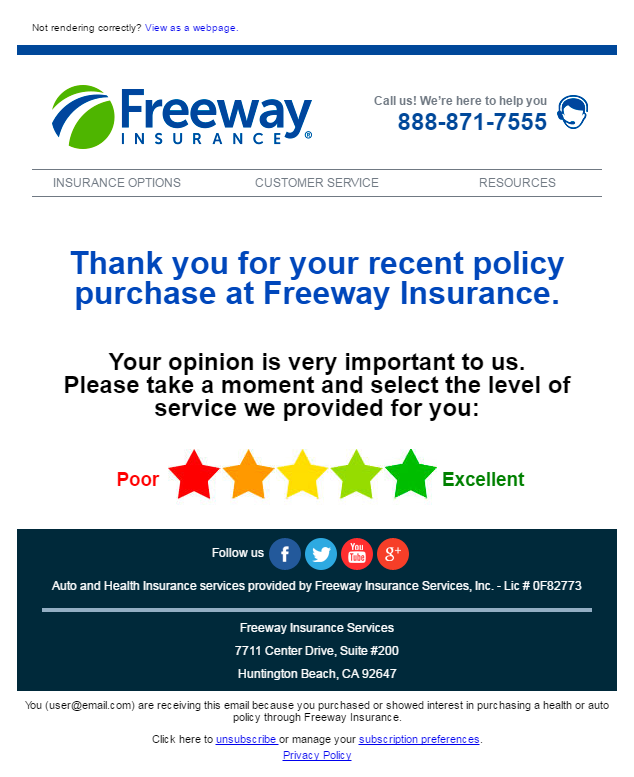 Not rendering correctly? View as a webpage.
Freeway
INSURANCE®
Call us! We're here to help you
888-871-7555
INSURANCE OPTIONS CUSTOMER SERVICE RESOURCES
Thank you for your recent policy
purchase at Freeway Insurance.
Your opinion is very important to us.
Please take a moment and select the level of
service we provided for you:
Poor Excellent
Follow us f You Tube g+
Auto and Health Insurance services provided by Freeway Insurance Services, Inc. - Lic # 0F82773
Freeway Insurance Services
7711 Center Drive, Suite #200
Huntington Beach, CA 92647
You (user@email.com) are receiving this email because you purchased or showed interest in purchasing a health or auto
policy through Freeway Insurance.
Click here to unsubscribe or manage your subscription preferences.
Privacy Policy